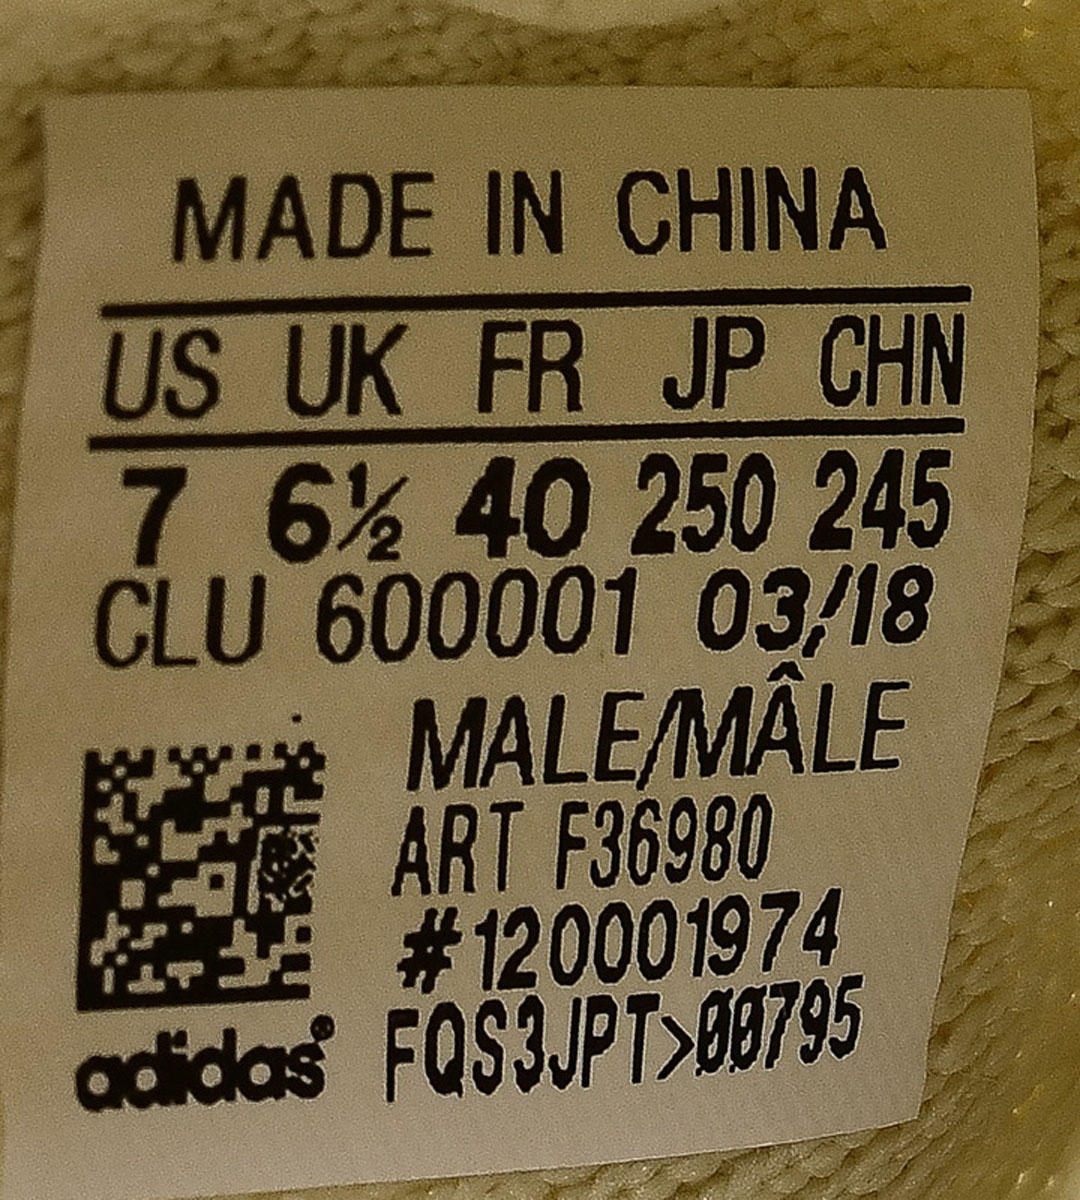 MADE IN CHINA
US UK FR JP CHN
7 6½ 40 250 245
CLU 600001 03/18
MALE/MÂLE
ART F36980
#120001974
FQS3JPT>00795
adidas®